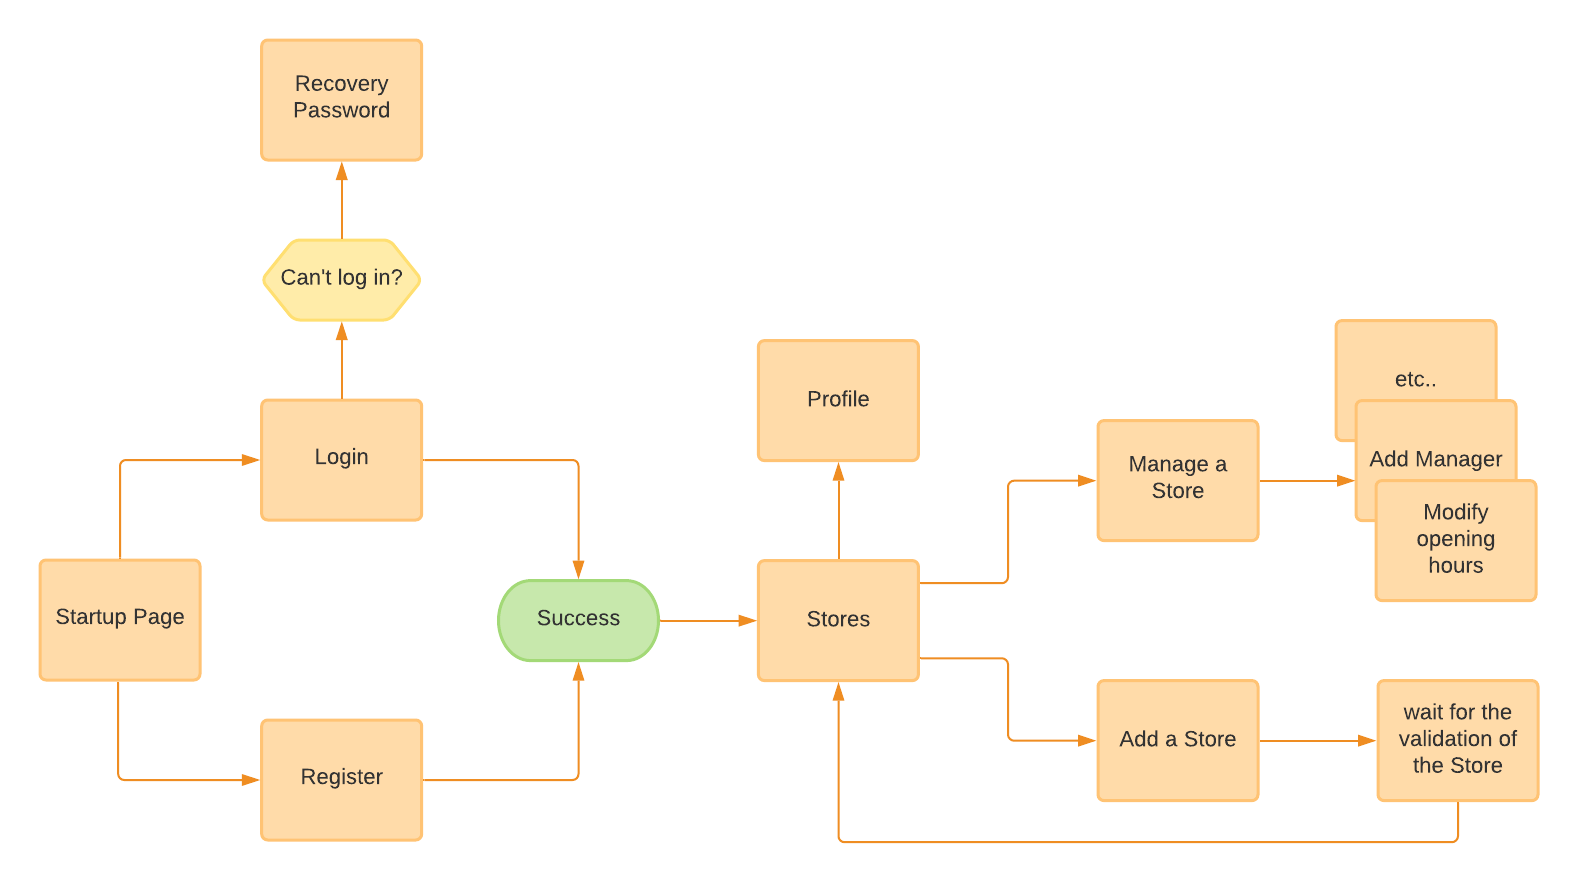 Recovery
Password
Can't log in?
Login
Startup Page
Register
Success
Profile
Stores
Manage a
Store
etc..
Add Manager
Modify
opening
hours
Add a Store
wait for the
validation of
the Store